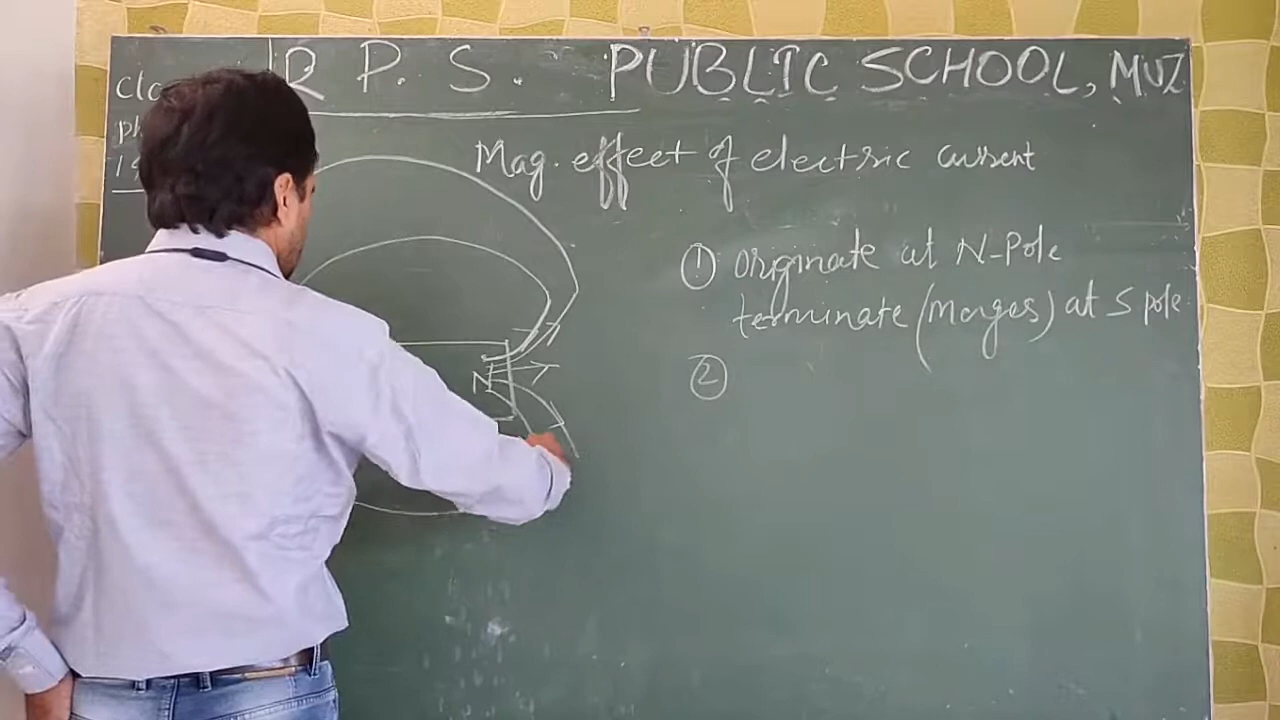 R P. S. PUBLIC SCHOOL, MUZ
Mag. effect of electric current
① originate at N-Pole
terminate (Merges) at S pole
②
N